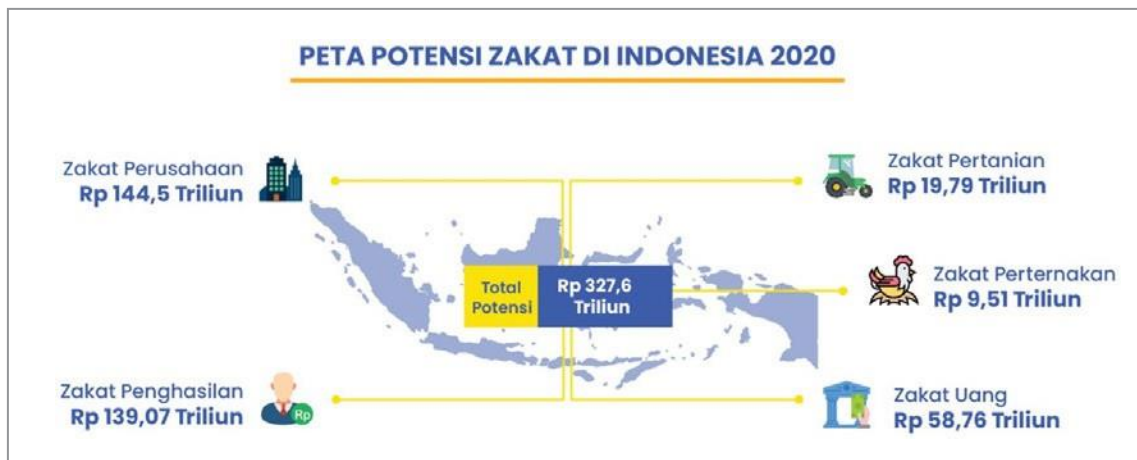 PETA POTENSI ZAKAT DI INDONESIA 2020
Zakat Perusahaan
Rp 144,5 Triliun
Zakat Pertanian
Rp 19,79 Triliun
Total
Potensi
Rp 327,6
Triliun
Zakat Perternakan
Rp 9,51 Triliun
Zakat Penghasilan
Rp 139,07 Triliun
Rp
Zakat Uang
Rp 58,76 Triliun